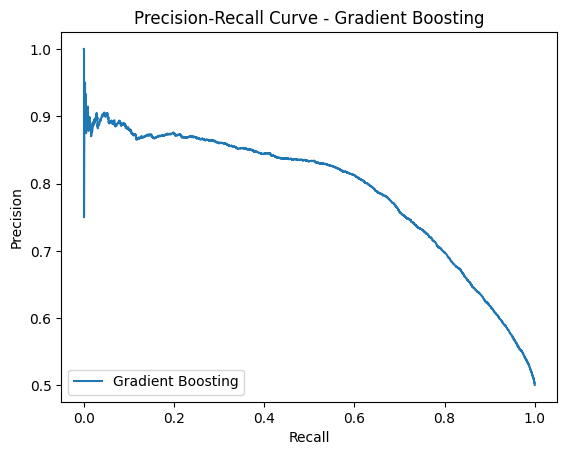 Precision-Recall Curve - Gradient Boosting
1.0
0.9
0.8
0.7
0.6
0.5
Precision
Gradient Boosting
0.0 0.2 0.4 0.6 0.8 1.0
Recall